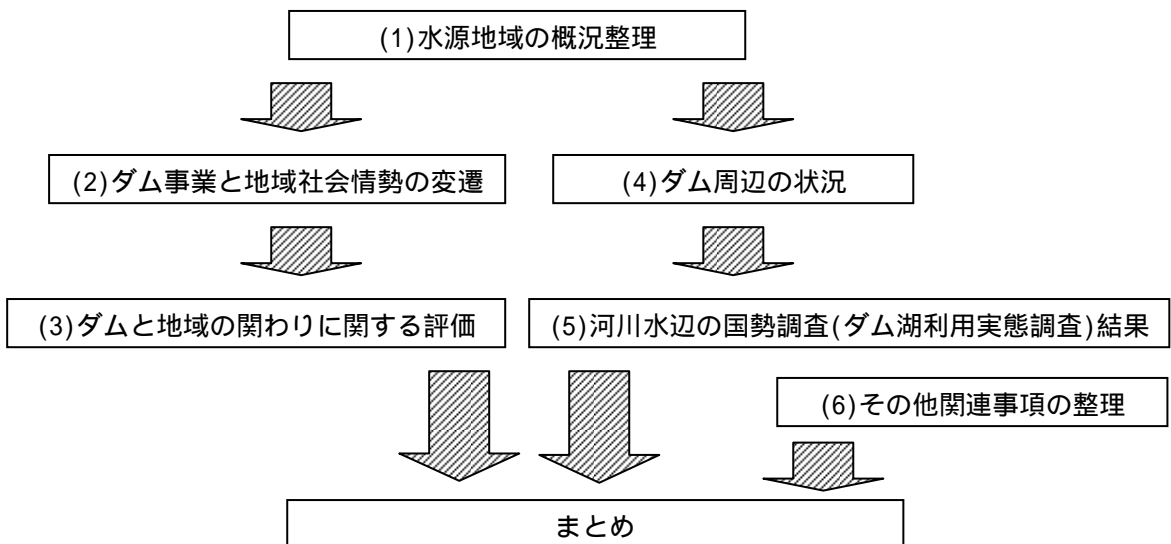 (1)水源地域の概況整理
(2)ダム事業と地域社会情勢の変遷
(4)ダム周辺の状況
(3)ダムと地域の関わりに関する評価
(5)河川水辺の国勢調査(ダム湖利用実態調査)結果
(6)その他関連事項の整理
まとめ